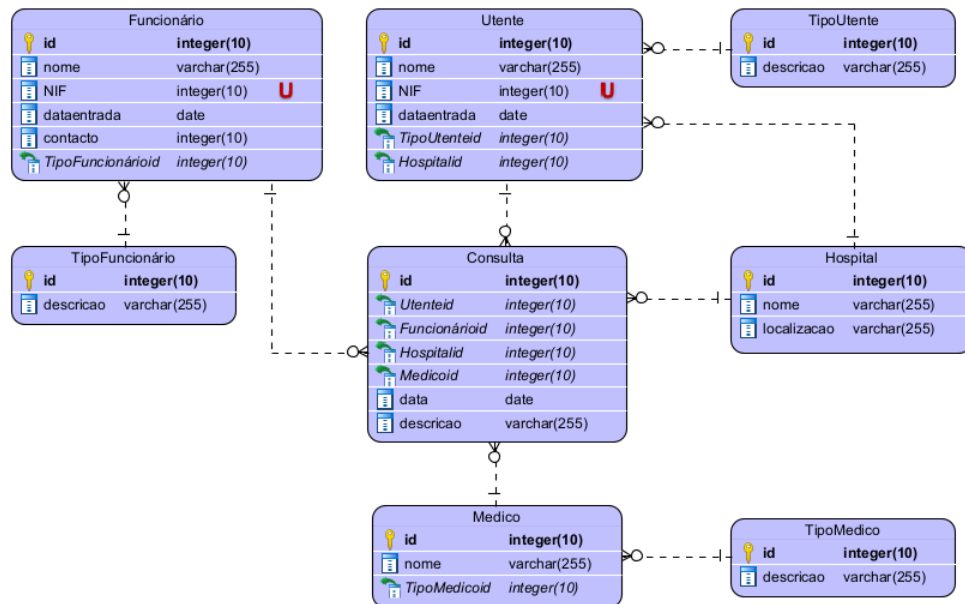 Funcionário
id integer(10)
nome varchar(255)
NIF integer(10) U
dataentrada date
contacto integer(10)
TipoFuncionárioid integer(10)
Utente
id integer(10)
nome varchar(255)
NIF integer(10) U
dataentrada date
TipoUtenteid integer(10)
Hospitalid integer(10)
TipoUtente
id integer(10)
descricao varchar(255)
TipoFuncionário
id integer(10)
descricao varchar(255)
Consulta
id integer(10)
Utenteid integer(10)
Funcionárioid integer(10)
Hospitalid integer(10)
Medicoid integer(10)
data date
descricao varchar(255)
Hospital
id integer(10)
nome varchar(255)
localizacao varchar(255)
Medico
id integer(10)
nome varchar(255)
TipoMedicoid integer(10)
TipoMedico
id integer(10)
descricao varchar(255)